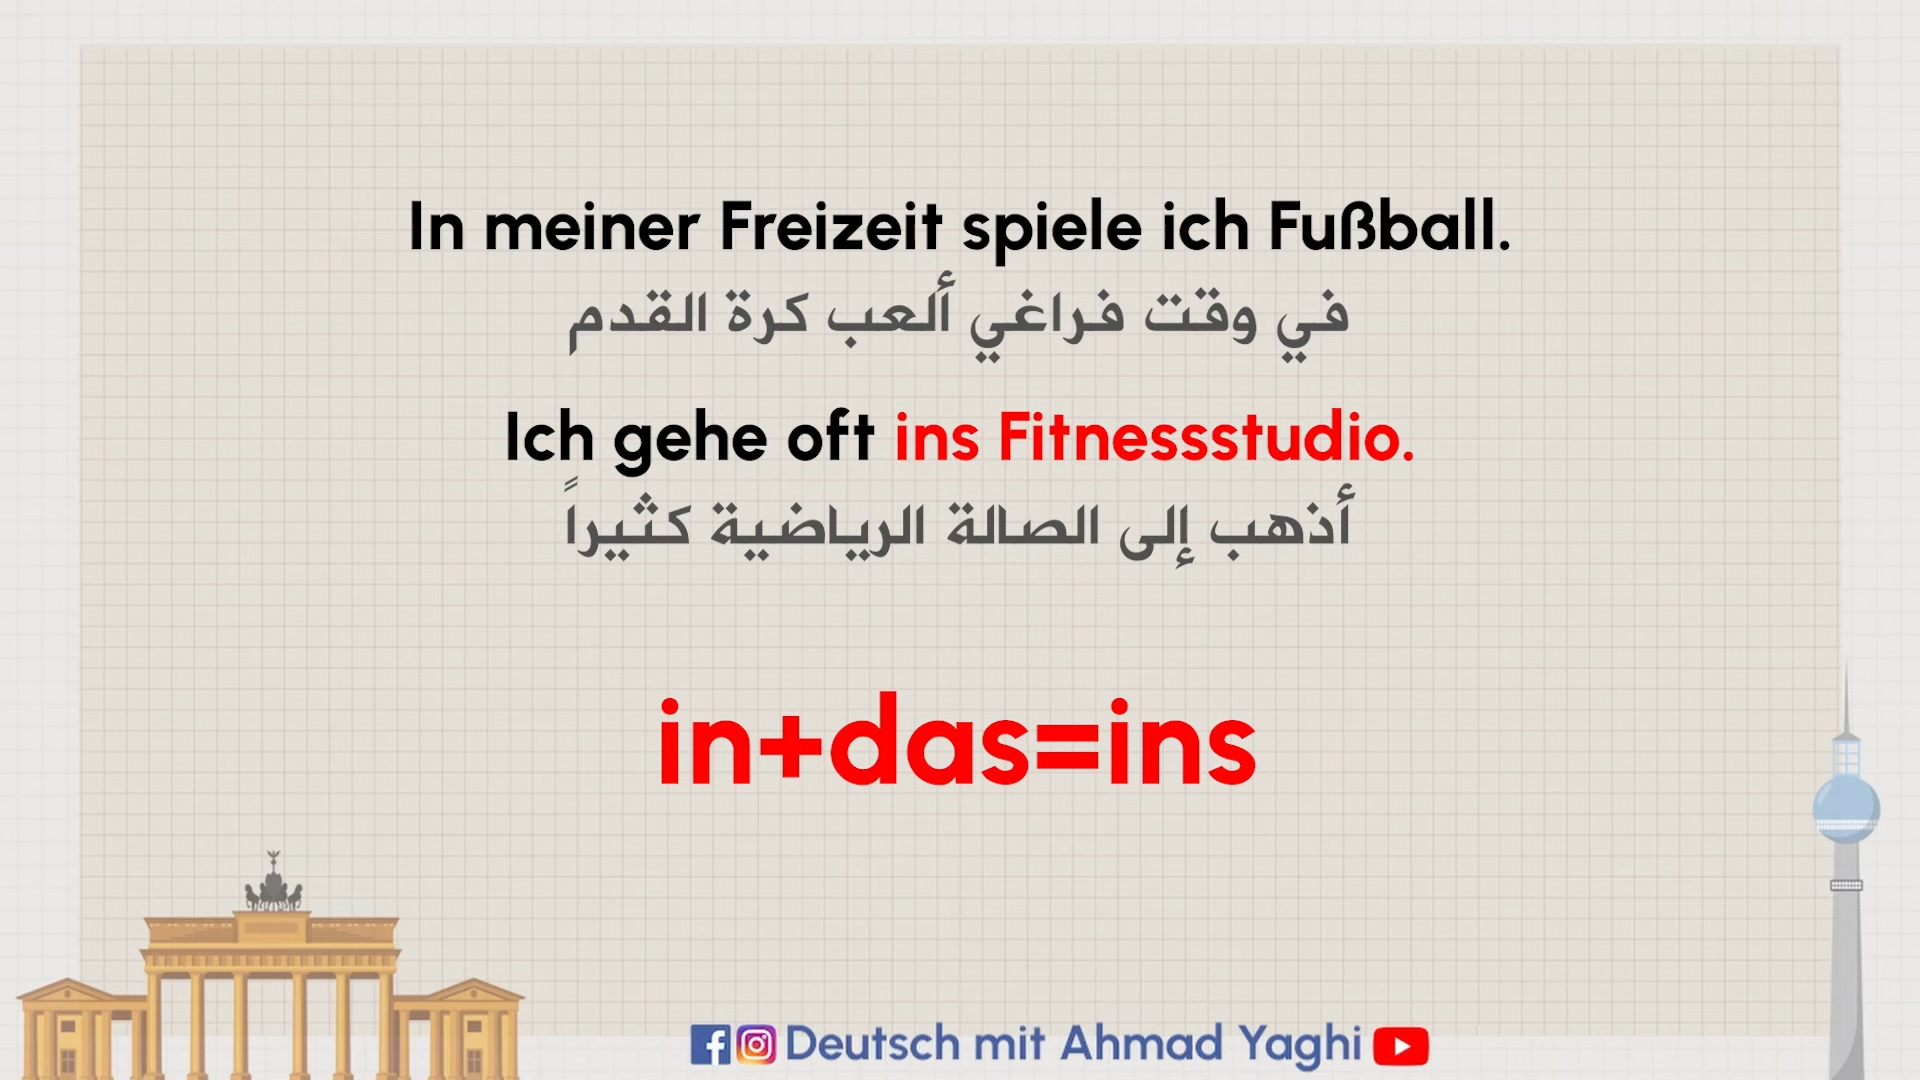 In meiner Freizeit spiele ich Fußball.
في وقت فراغي ألعب كرة القدم
Ich gehe oft ins Fitnessstudio.
أذهب إلى الصالة الرياضية كثيراً
in+das=ins
Deutsch mit Ahmad Yaghi